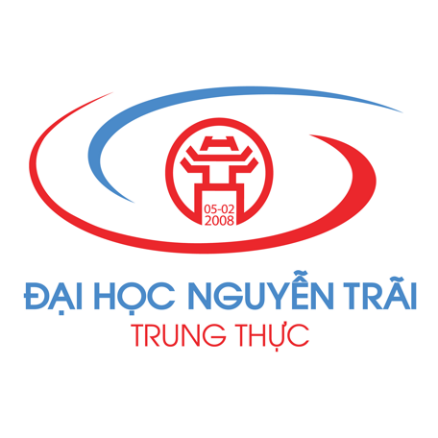 05-02
2008
ĐẠI HỌC NGUYỄN TRÃI
TRUNG THỰC